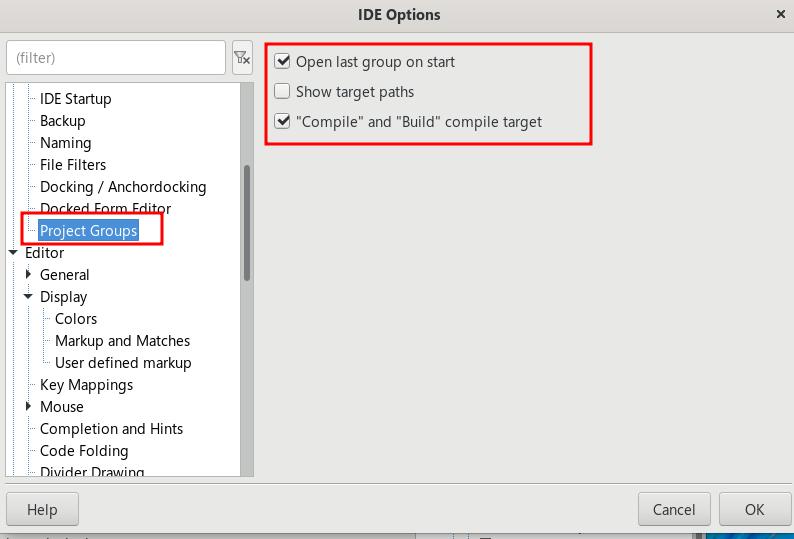 IDE Options
(filter)
IDE Startup
Backup
Naming
File Filters
Docking / Anchordocking
Docked Form Editor
Project Groups
Editor
General
Display
Colors
Markup and Matches
User defined markup
Key Mappings
Mouse
Completion and Hints
Code Folding
Divider Drawing
Open last group on start
Show target paths
"Compile" and "Build" compile target
Help
Cancel
OK